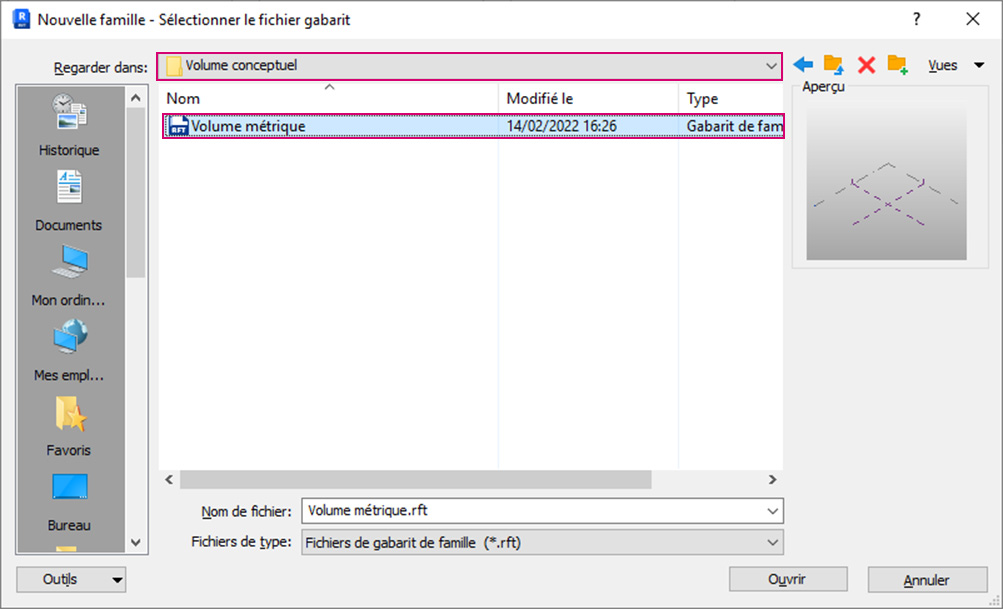 Nouvelle famille - Sélectionner le fichier gabarit
?
Regarder dans:
Volume conceptuel
Vues
Nom
Modifié le
Type
Aperçu
RFT
Volume métrique
14/02/2022 16:26
Gabarit de fam
Historique
Documents
Mon ordin...
Mes empl...
Favoris
Bureau
Nom de fichier:
Volume métrique.rft
Fichiers de type:
Fichiers de gabarit de famille (*.rft)
Outils
Ouvrir
Annuler